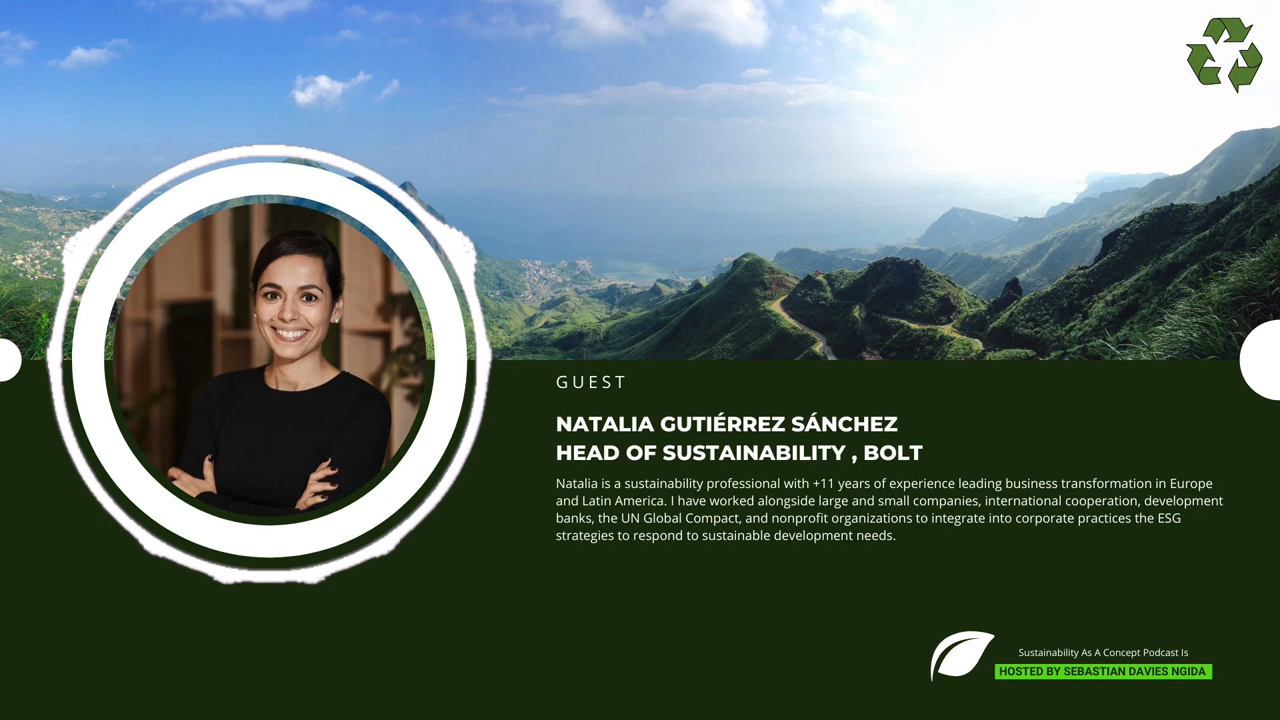 GUEST
NATALIA GUTIÉRREZ SÁNCHEZ
HEAD OF SUSTAINABILITY , BOLT
Natalia is a sustainability professional with +11 years of experience leading business transformation in Europe
and Latin America. I have worked alongside large and small companies, international cooperation, development
banks, the UN Global Compact, and nonprofit organizations to integrate into corporate practices the ESG
strategies to respond to sustainable development needs.
Sustainability As A Concept Podcast Is
HOSTED BY SEBASTIAN DAVIES NGIDA